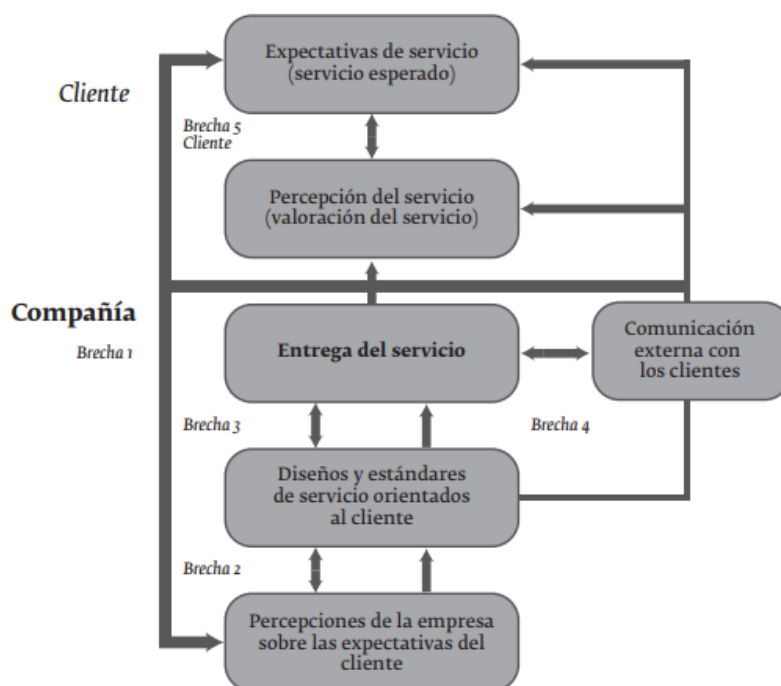 Expectativas de servicio
(servicio esperado)
Cliente
Brecha 5
Cliente
Percepción del servicio
(valoración del servicio)
Compañía
Brecha 1
Entrega del servicio
Comunicación
externa con
los clientes
Brecha 3
Brecha 4
Diseños y estándares
de servicio orientados
al cliente
Brecha 2
Percepciones de la empresa
sobre las expectativas del
cliente